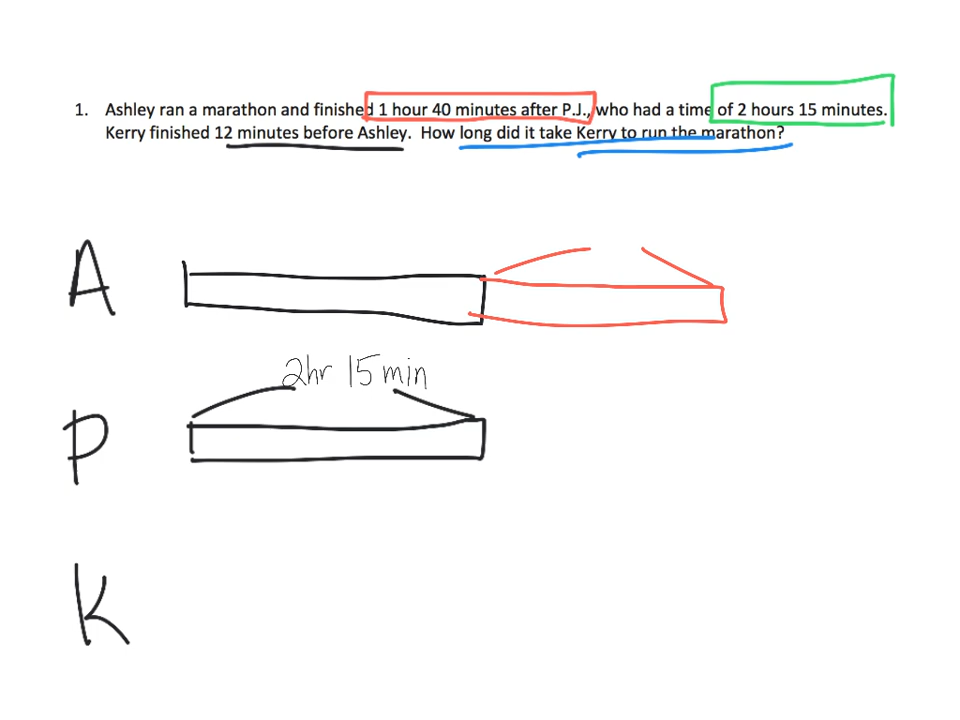 1. Ashley ran a marathon and finished 1 hour 40 minutes after P.J., who had a time of 2 hours 15 minutes.
Kerry finished 12 minutes before Ashley. How long did it take Kerry to run the marathon?
A
2hr 15 min
P
K